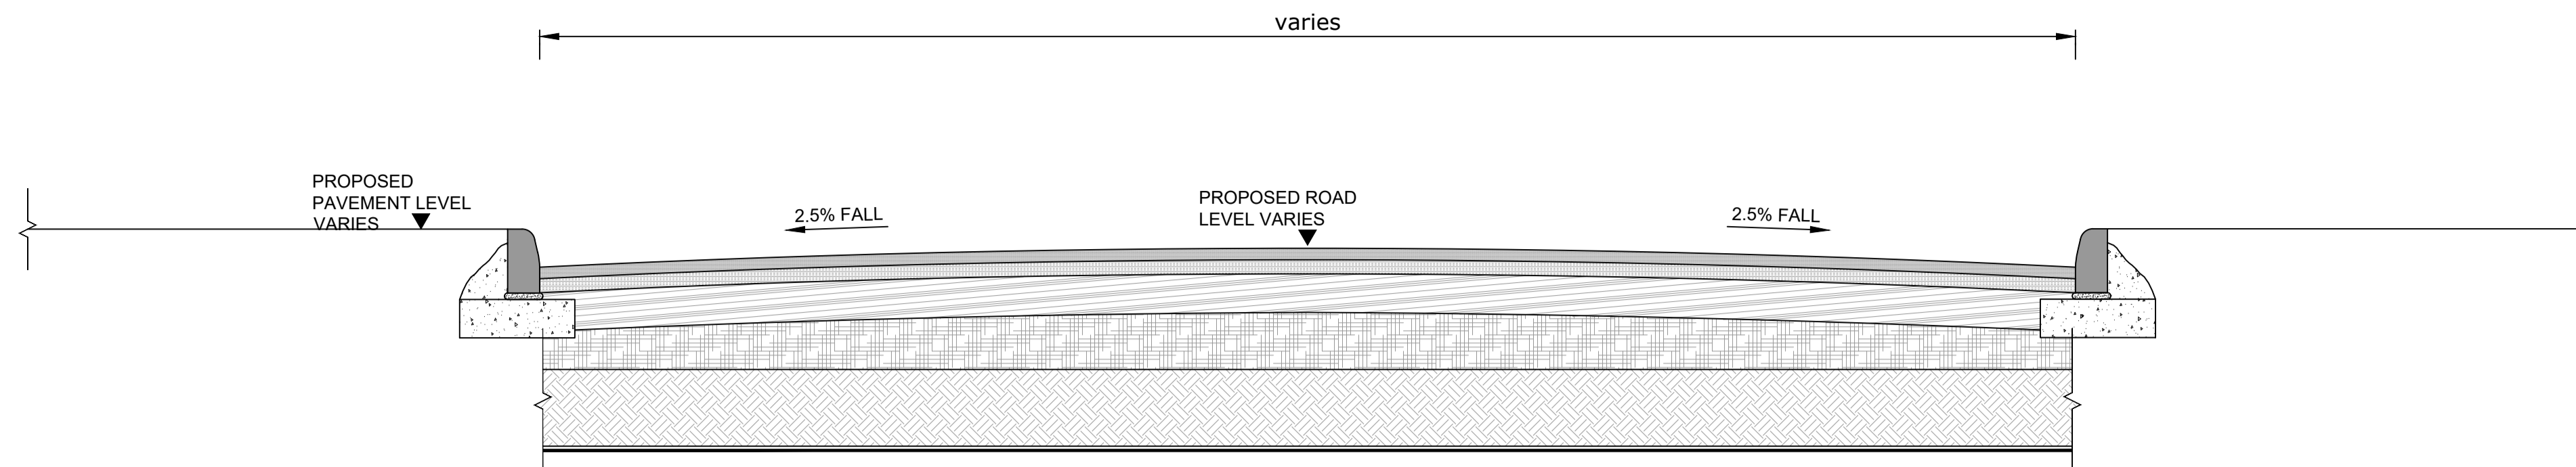 varies
PROPOSED
PAVEMENT LEVEL
VARIES
2.5% FALL
PROPOSED ROAD
LEVEL VARIES
2.5% FALL